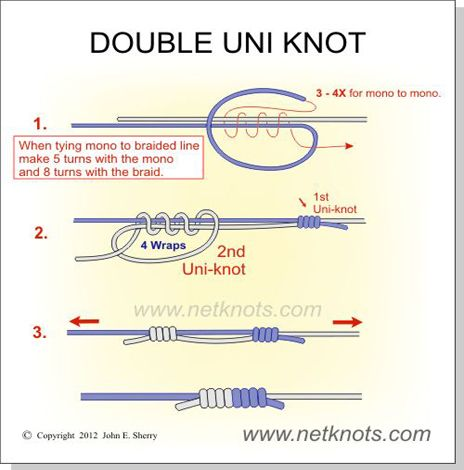 DOUBLE UNI KNOT
3 - 4X for mono to mono.
1.
When tying mono to braided line
make 5 turns with the mono
and 8 turns with the braid.
1st
Uni-knot
2.
4 Wraps
2nd
Uni-knot
www.netknots.com
3.
© Copyright 2012 John E. Sherry
www.netknots.com